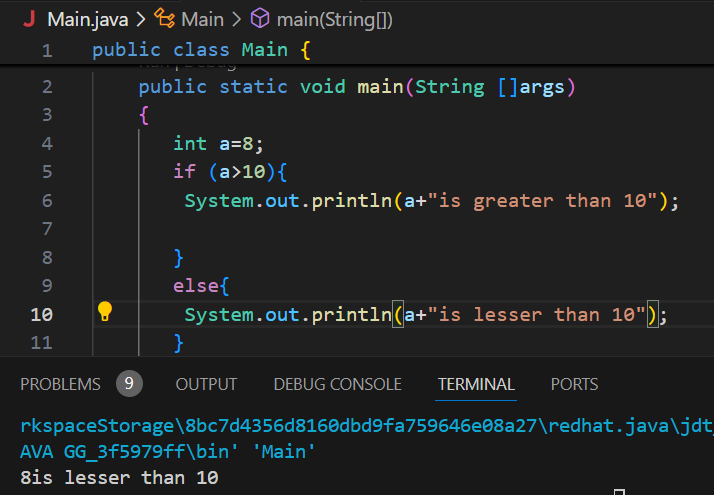 J Main.java > Main > main(String[])
1 public class Main {
2 public static void main(String []args)
3 {
4 int a=8;
5 if (a>10){
6 System.out.println(a+"is greater than 10");
7
8 }
9 else{
10 System.out.println(a+"is lesser than 10");
11 }
PROBLEMS 9 OUTPUT DEBUG CONSOLE TERMINAL PORTS
rkspaceStorage\8bc7d4356d8160dbd9fa759646e08a27\redhat.java\jdt
AVA GG_3f5979ff\bin' 'Main'
8is lesser than 10